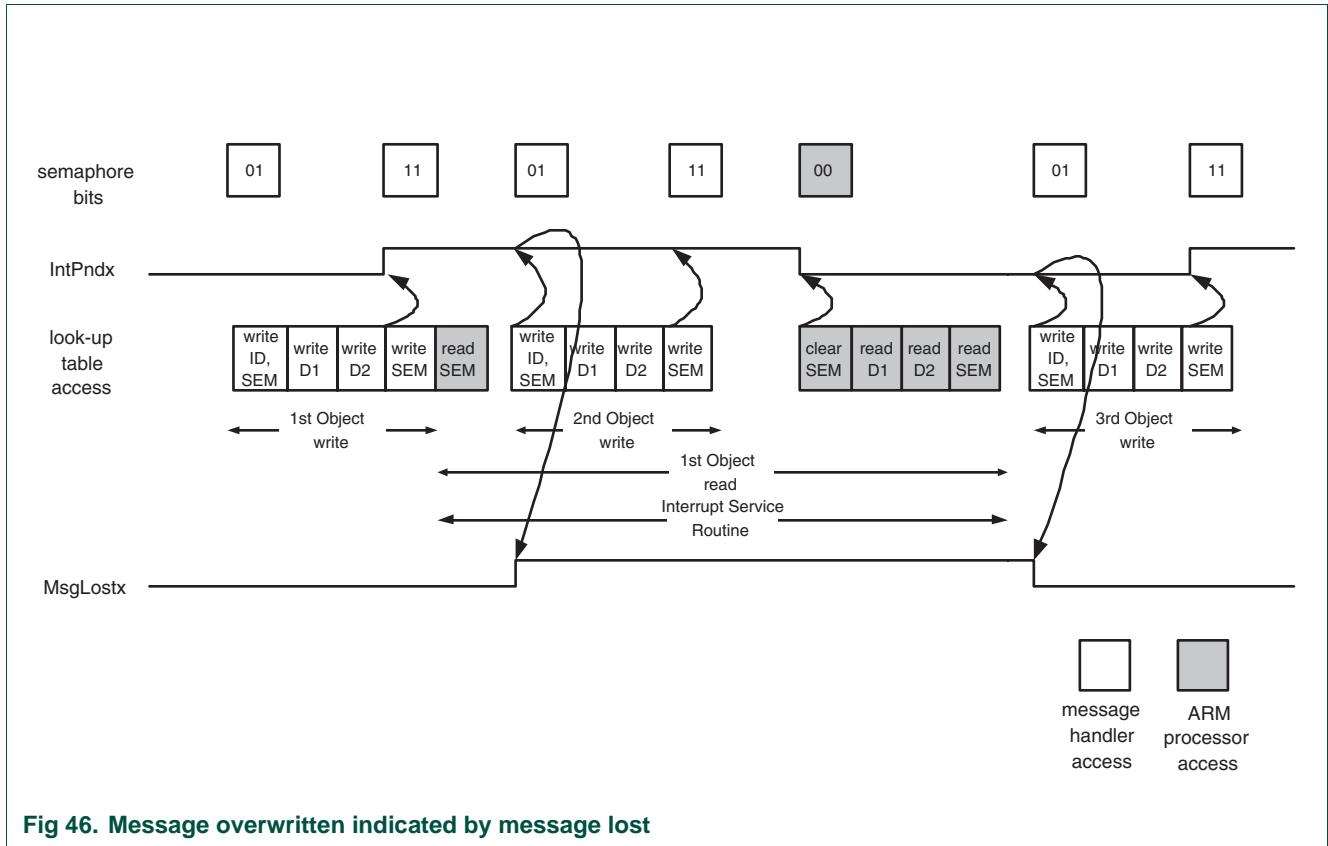 semaphore
bits
01
11
01
11
00
01
11
IntPndx
look-up
table
access
write
ID,
SEM
write
D1
write
D2
write
SEM
read
SEM
write
ID,
SEM
write
D1
write
D2
write
SEM
clear
SEM
read
D1
read
D2
read
SEM
write
ID,
SEM
write
D1
write
D2
write
SEM
1st Object
write
2nd Object
write
3rd Object
write
1st Object
read
Interrupt Service
Routine
MsgLostx
message
handler
access
ARM
processor
access
Fig 46. Message overwritten indicated by message lost